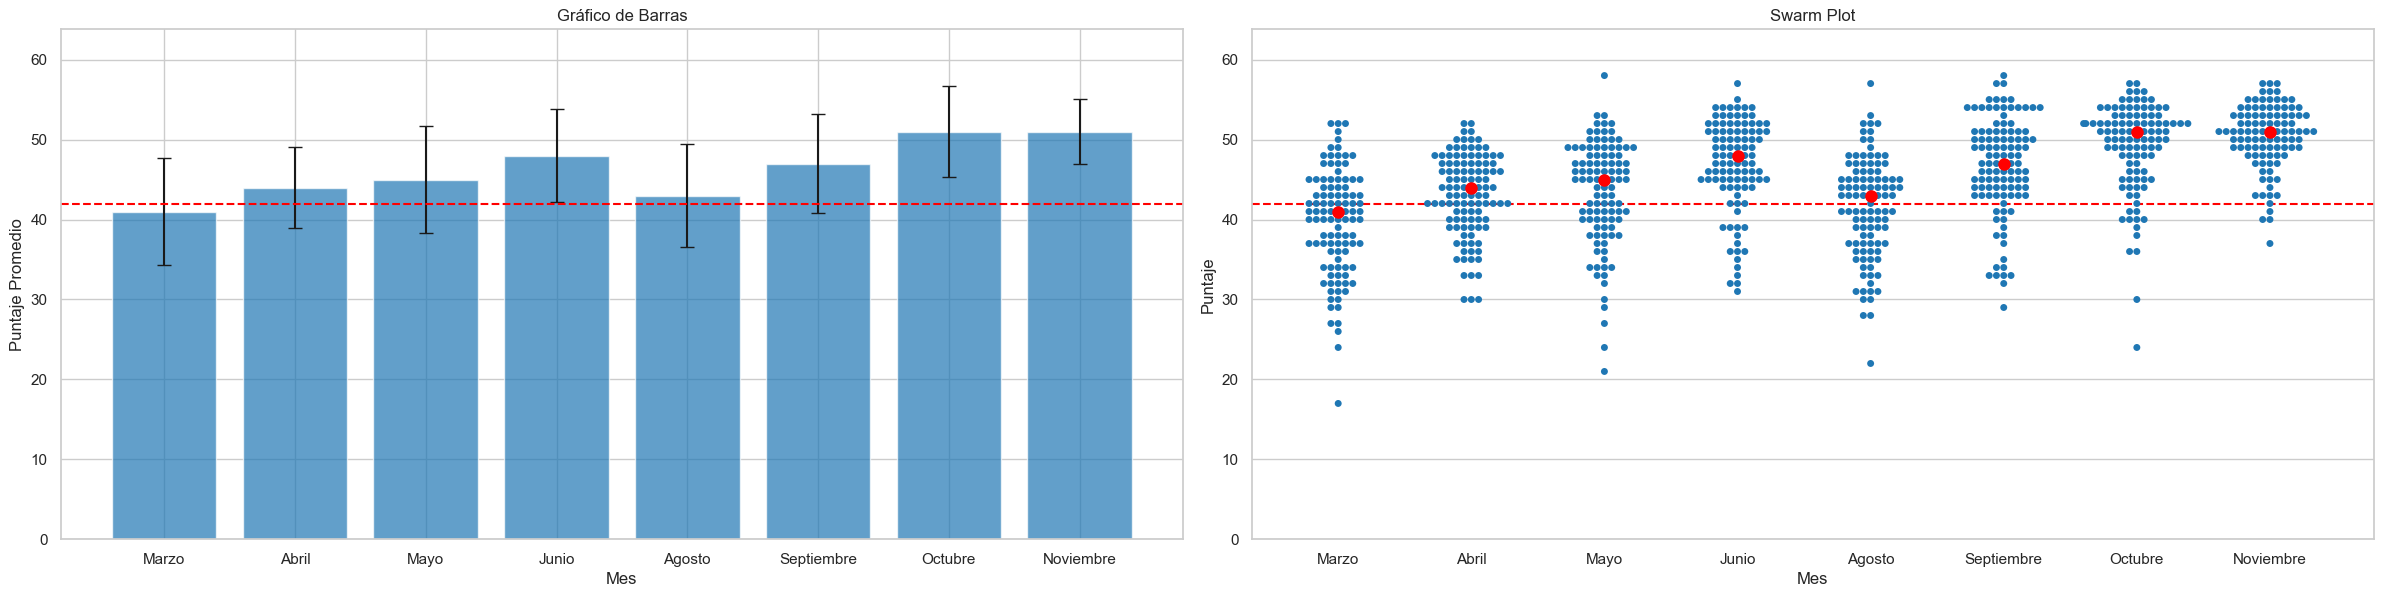 Gráfico de Barras
Puntaje Promedio
60
50
40
30
20
10
0
Marzo Abril Mayo Junio Agosto Septiembre Octubre Noviembre
Mes
Swarm Plot
Puntaje
60
50
40
30
20
10
0
Marzo Abril Mayo Junio Agosto Septiembre Octubre Noviembre
Mes